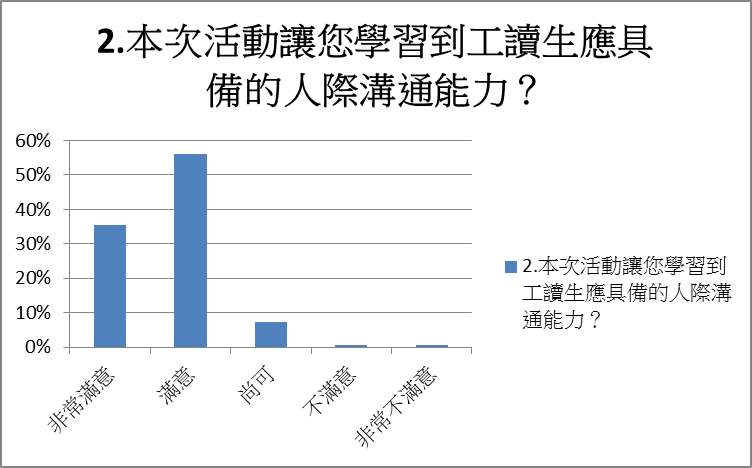 2.本次活動讓您學習到工讀生應具
備的人際溝通能力？
60%
50%
40%
30%
20%
10%
0%
非常滿意
滿意
尚可
不滿意
非常不滿意
2.本次活動讓您學習到
工讀生應具備的人際溝
通能力？